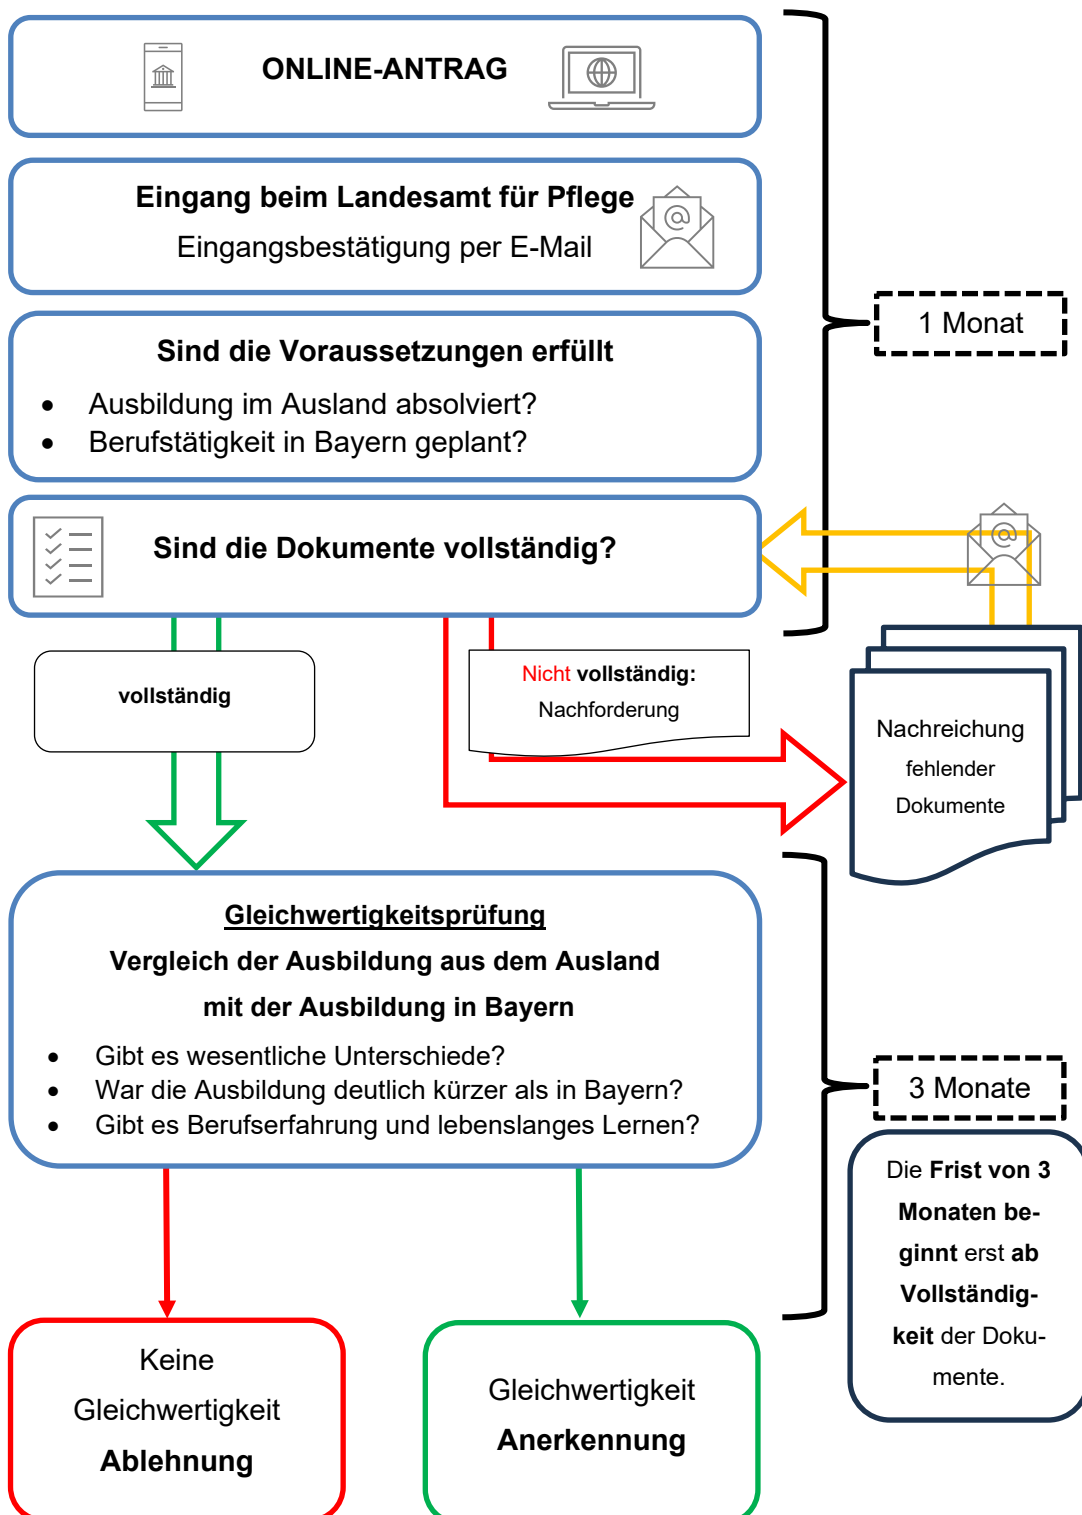 ONLINE-ANTRAG
Eingang beim Landesamt für Pflege
Eingangsbestätigung per E-Mail
1 Monat
Sind die Voraussetzungen erfüllt
• Ausbildung im Ausland absolviert?
• Berufstätigkeit in Bayern geplant?
Sind die Dokumente vollständig?
vollständig
Nicht vollständig:
Nachforderung
Nachreichung
fehlender
Dokumente
Gleichwertigkeitsprüfung
Vergleich der Ausbildung aus dem Ausland
mit der Ausbildung in Bayern
• Gibt es wesentliche Unterschiede?
• War die Ausbildung deutlich kürzer als in Bayern?
• Gibt es Berufserfahrung und lebenslanges Lernen?
3 Monate
Die Frist von 3
Monaten be-
ginnt erst ab
Vollständig-
keit der Doku-
mente.
Keine
Gleichwertigkeit
Ablehnung
Gleichwertigkeit
Anerkennung